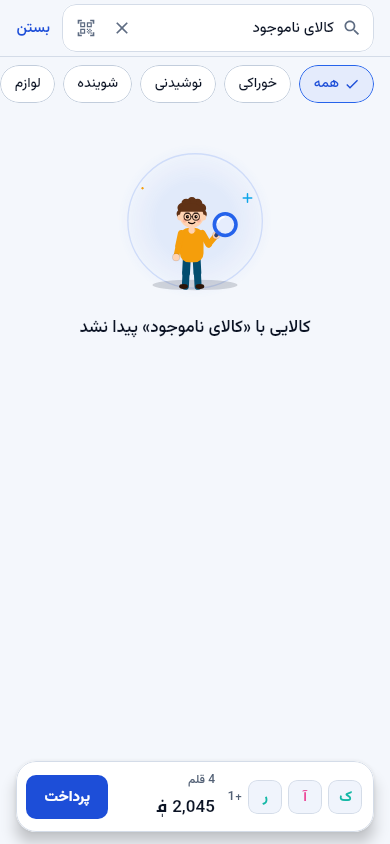 کالای ناموجود
بستن
همه
خوراکی
نوشیدنی
شوینده
لوازم
کالایی با «کالای ناموجود» پیدا نشد
ک
آ
ر
+1
4 قلم
2,045 ؋
پرداخت